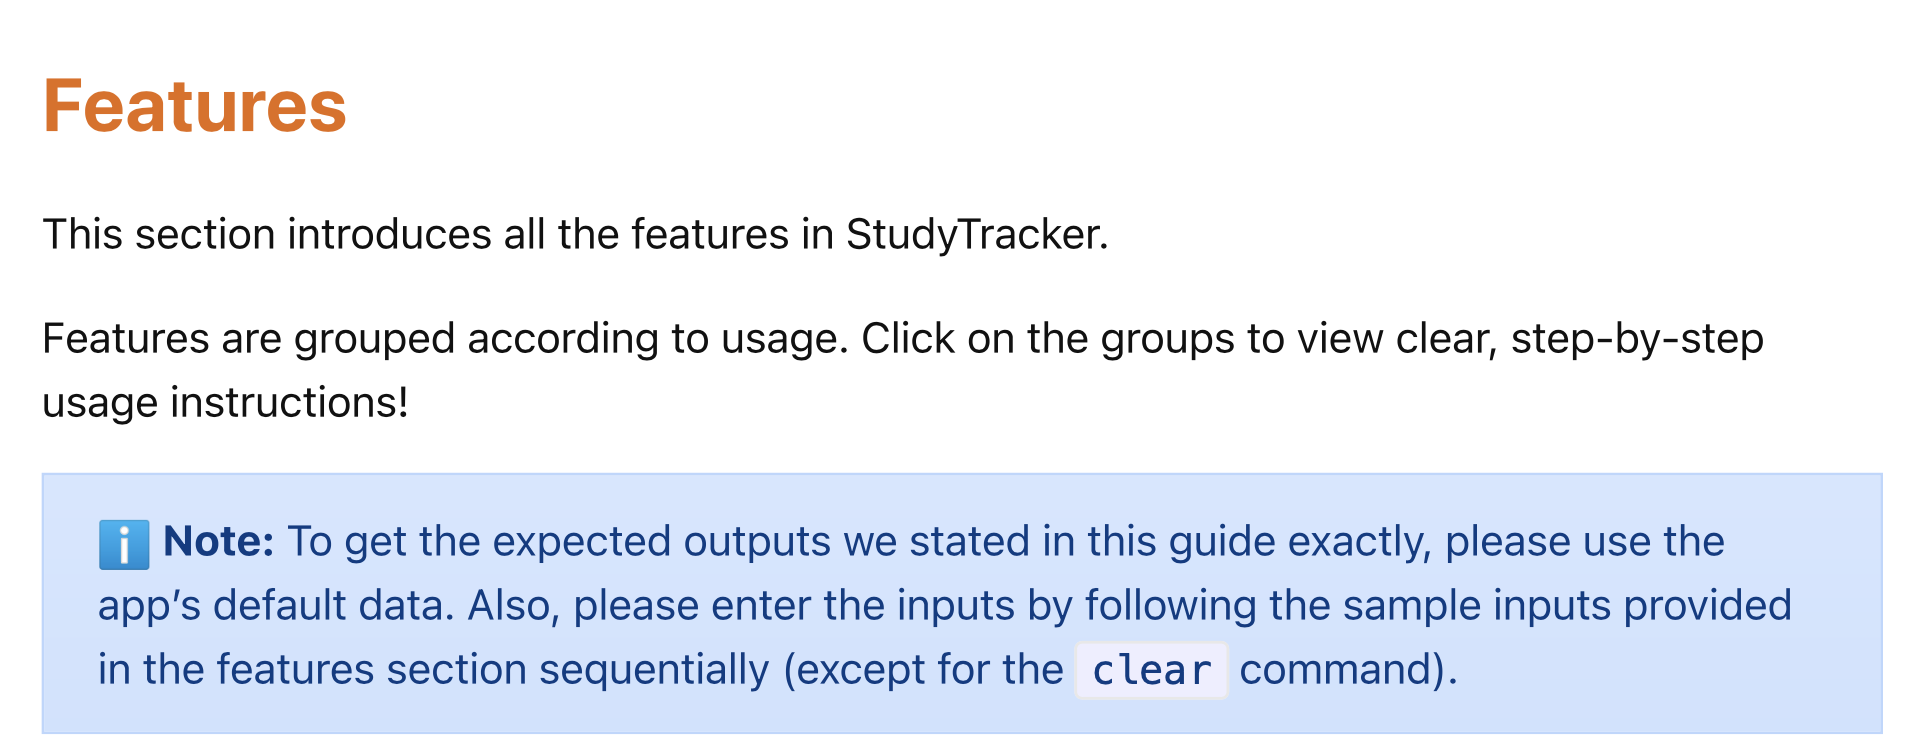 Features
This section introduces all the features in StudyTracker.
Features are grouped according to usage. Click on the groups to view clear, step-by-step
usage instructions!
ℹ️ Note: To get the expected outputs we stated in this guide exactly, please use the
app’s default data. Also, please enter the inputs by following the sample inputs provided
in the features section sequentially (except for the clear command).